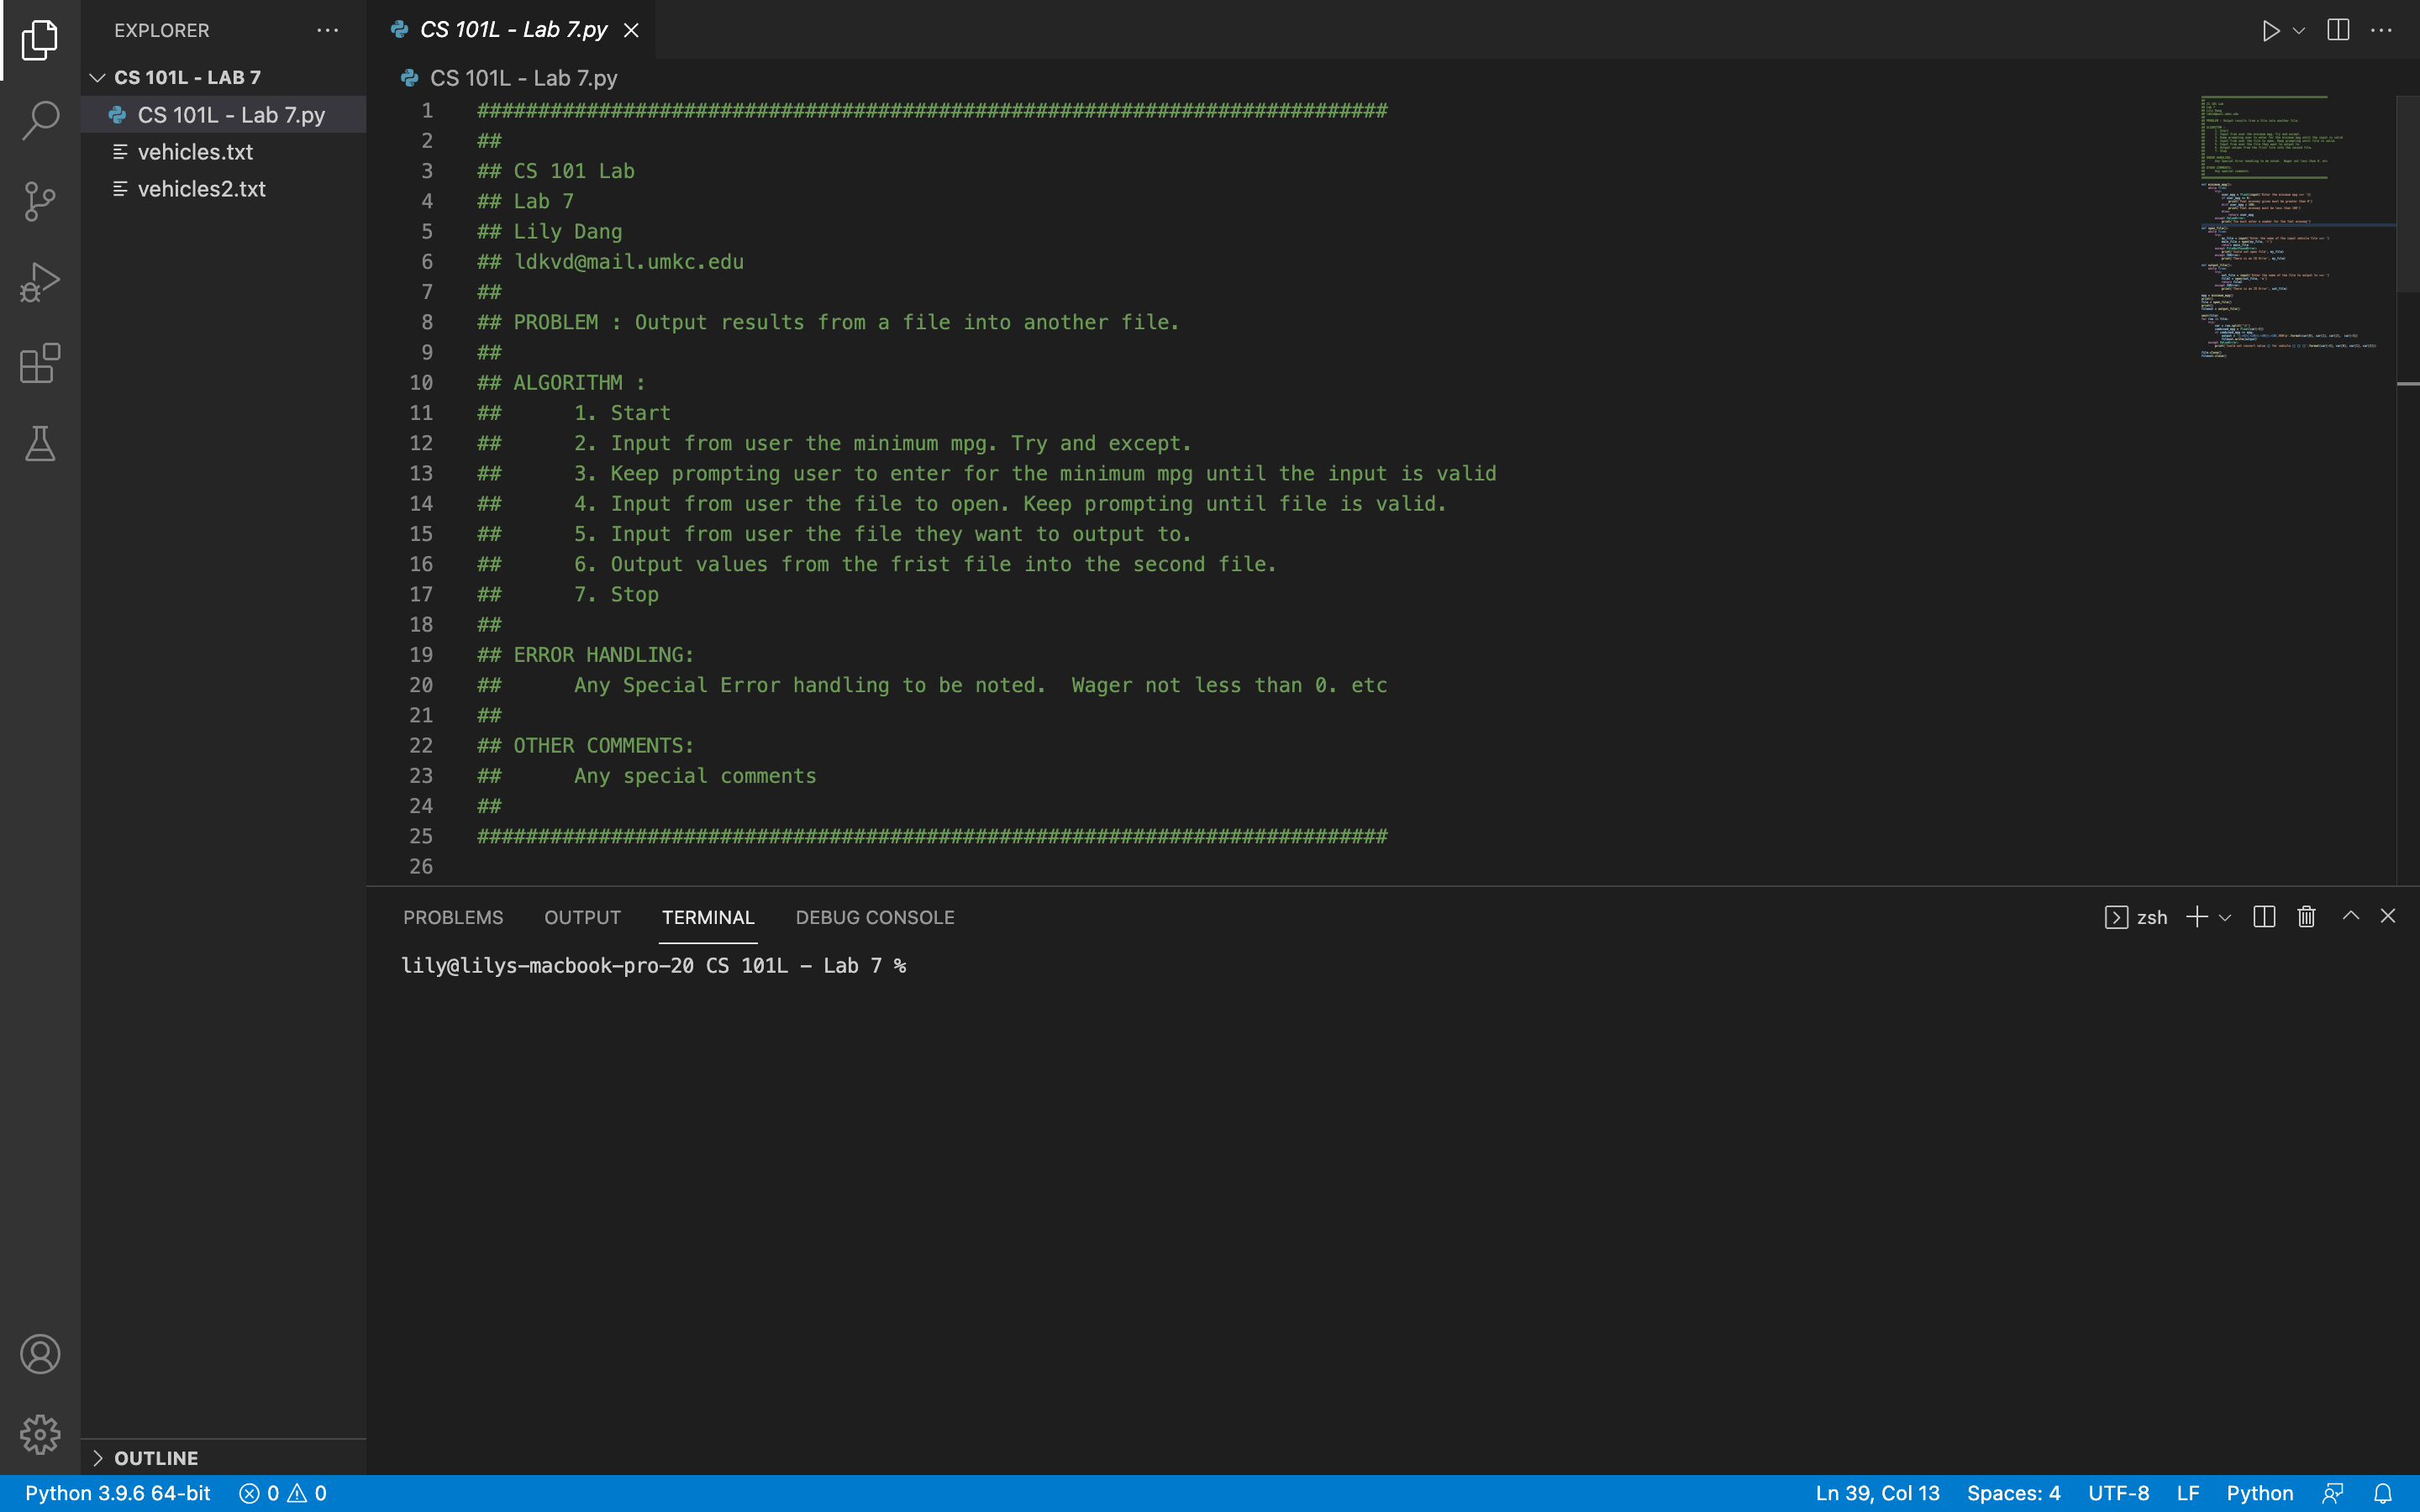 EXPLORER
CS 101L - LAB 7
CS 101L - Lab 7.py
vehicles.txt
vehicles2.txt
OUTLINE
CS 101L - Lab 7.py
CS 101L - Lab 7.py
1 ###########################################################################
2 ##
3 ## CS 101 Lab
4 ## Lab 7
5 ## Lily Dang
6 ## ldkvd@mail.umkc.edu
7 ##
8 ## PROBLEM : Output results from a file into another file.
9 ##
10 ## ALGORITHM :
11 ##      1. Start
12 ##      2. Input from user the minimum mpg. Try and except.
13 ##      3. Keep prompting user to enter for the minimum mpg until the input is valid
14 ##      4. Input from user the file to open. Keep prompting until file is valid.
15 ##      5. Input from user the file they want to output to.
16 ##      6. Output values from the frist file into the second file.
17 ##      7. Stop
18 ##
19 ## ERROR HANDLING:
20 ##      Any Special Error handling to be noted.  Wager not less than 0. etc
21 ##
22 ## OTHER COMMENTS:
23 ##      Any special comments
24 ##
25 ###########################################################################
26
PROBLEMS OUTPUT TERMINAL DEBUG CONSOLE
zsh
lily@lilys-macbook-pro-20 CS 101L - Lab 7 %
Python 3.9.6 64-bit 0 0 Ln 39, Col 13 Spaces: 4 UTF-8 LF Python